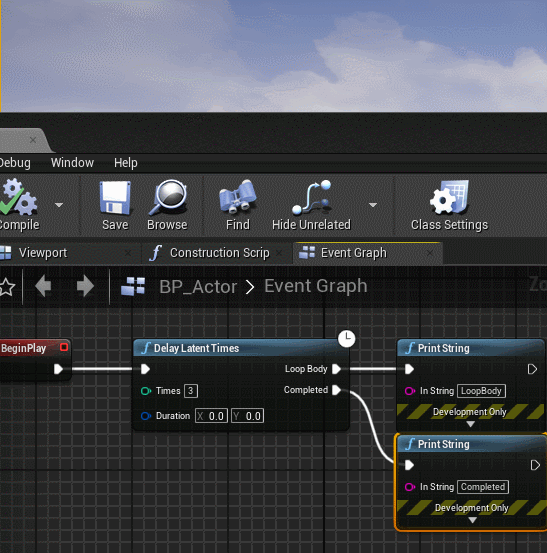 Debug Window Help
Compile Save Browse Find Hide Unrelated Class Settings
Viewport f Construction Scrip Event Graph
BP_Actor > Event Graph Zo
BeginPlay
f Delay Latent Times
Loop Body
Completed
Times 3
Duration X 0.0 Y 0.0
f Print String
In String LoopBody
Development Only
f Print String
In String Completed
Development Only